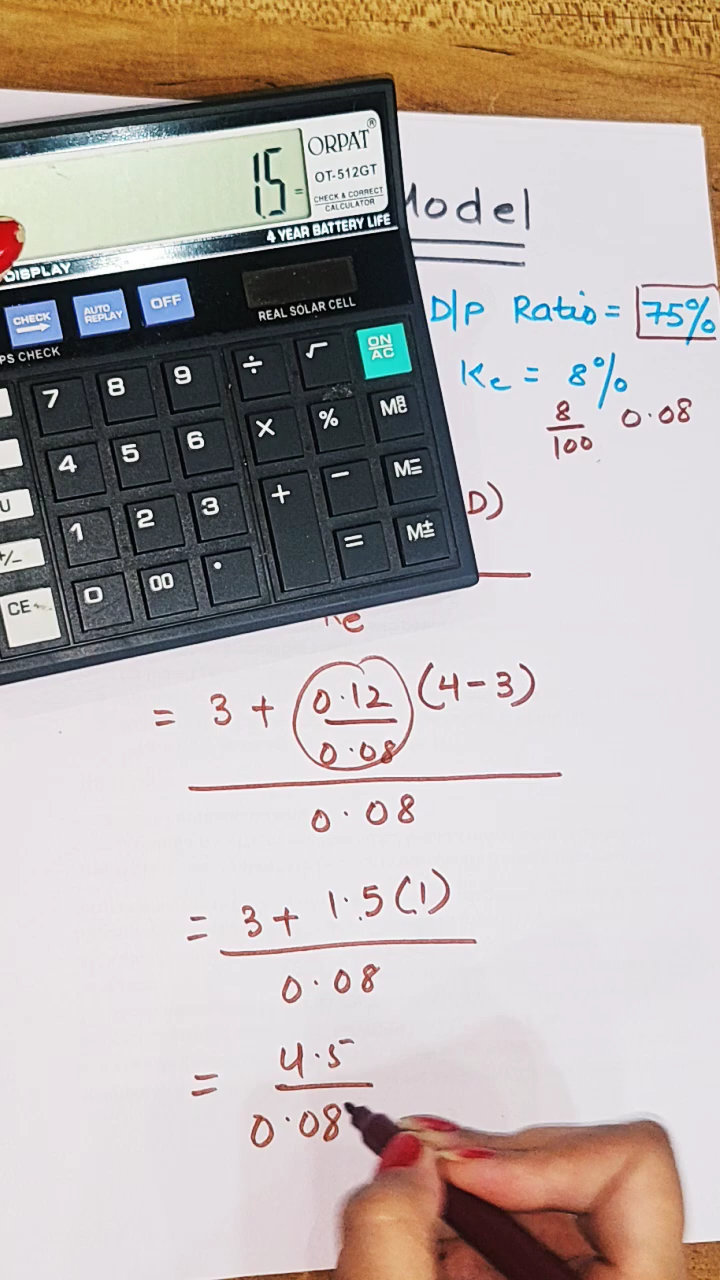 15
ORPAT®
OT-512GT
CHECK & CORRECT
CALCULATOR
4 YEAR BATTERY LIFE
DISPLAY
Model
CHECK
AUTO REPLAY
OFF
REAL SOLAR CELL
PS CHECK
D/P Ratio = 75%
Ke = 8%
8/100 0.08
7 8 9 ÷ √ ON/AC
4 5 6 × % 
1 2 3 + - M=
0 00 . = M±
U
+/-
CE
D)
Ke
= 3 + 0.12/0.08 (4-3)
0.08
= 3 + 1.5(1)
0.08
= 4.5
0.08